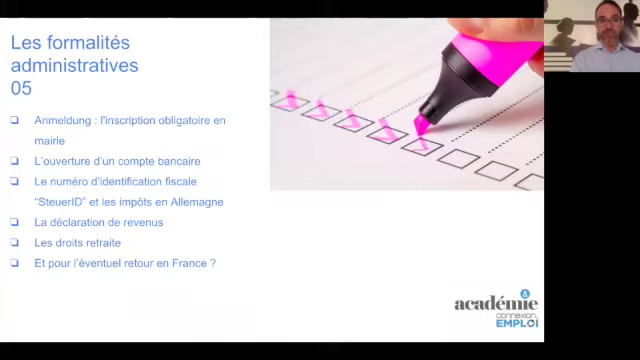 Les formalités
administratives
05
Anmeldung : l'inscription obligatoire en
mairie
L'ouverture d'un compte bancaire
Le numéro d'identification fiscale
“SteuerID” et les impôts en Allemagne
La déclaration de revenus
Les droits retraite
Et pour l'éventuel retour en France ?
académie
connexion
EMPLOI